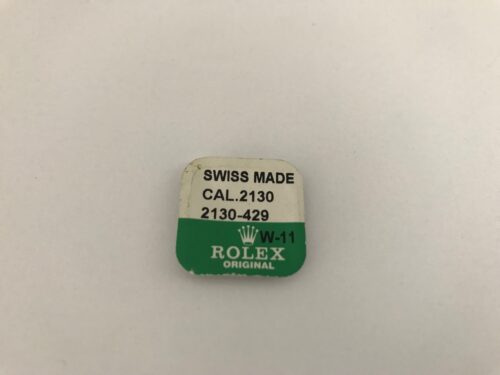 SWISS MADE
CAL.2130
2130-429
W-11
ROLEX
ORIGINAL